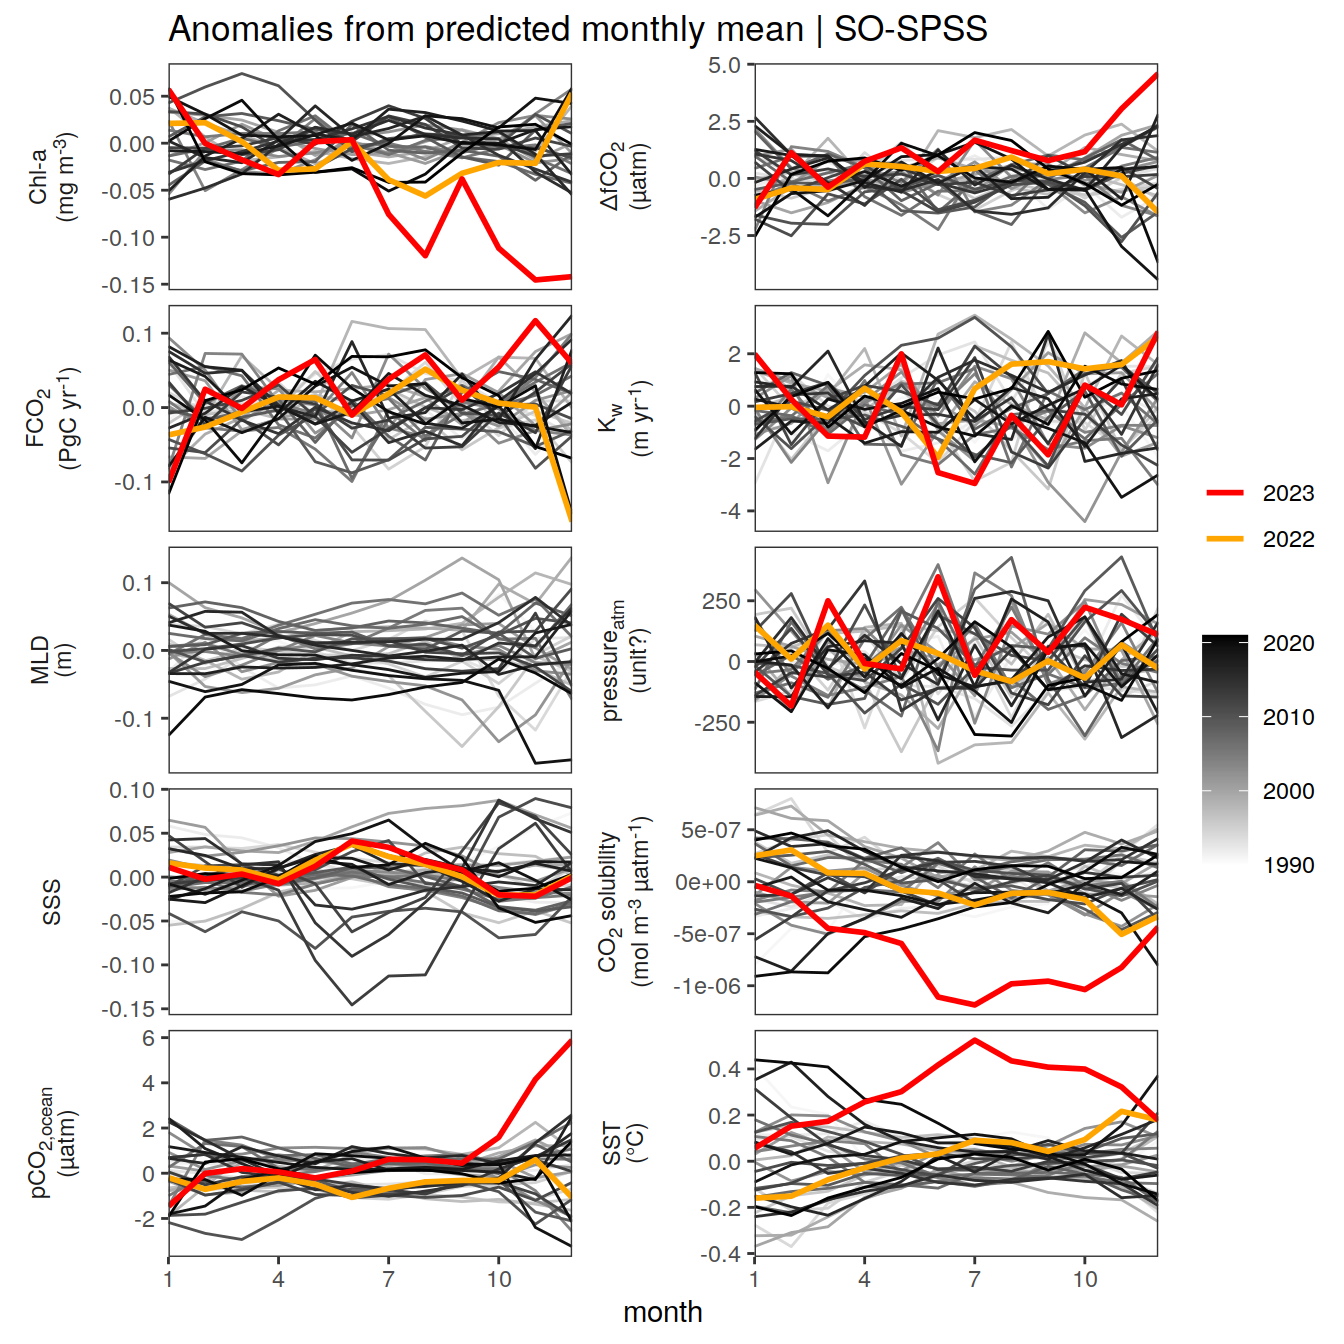 Anomalies from predicted monthly mean | SO-SPSS
Chl-a
(mg m⁻³)
0.05
0.00
-0.05
-0.10
-0.15
ΔfCO₂
(µatm)
5.0
2.5
0.0
-2.5
FCO₂
(PgC yr⁻¹)
0.1
0.0
-0.1
K_w
(m yr⁻¹)
2
0
-2
-4
MLD
(m)
0.1
0.0
-0.1
pressure_atm
(unit?)
250
0
-250
SSS
0.10
0.05
0.00
-0.05
-0.10
-0.15
CO₂ solubility
(mol m⁻³ µatm⁻¹)
5e-07
0e+00
-5e-07
-1e-06
pCO₂,ocean
(µatm)
6
4
2
0
-2
1
4
7
10
SST
(°C)
0.4
0.2
0.0
-0.2
-0.4
1
4
7
10
month
2023
2022
2020
2010
2000
1990